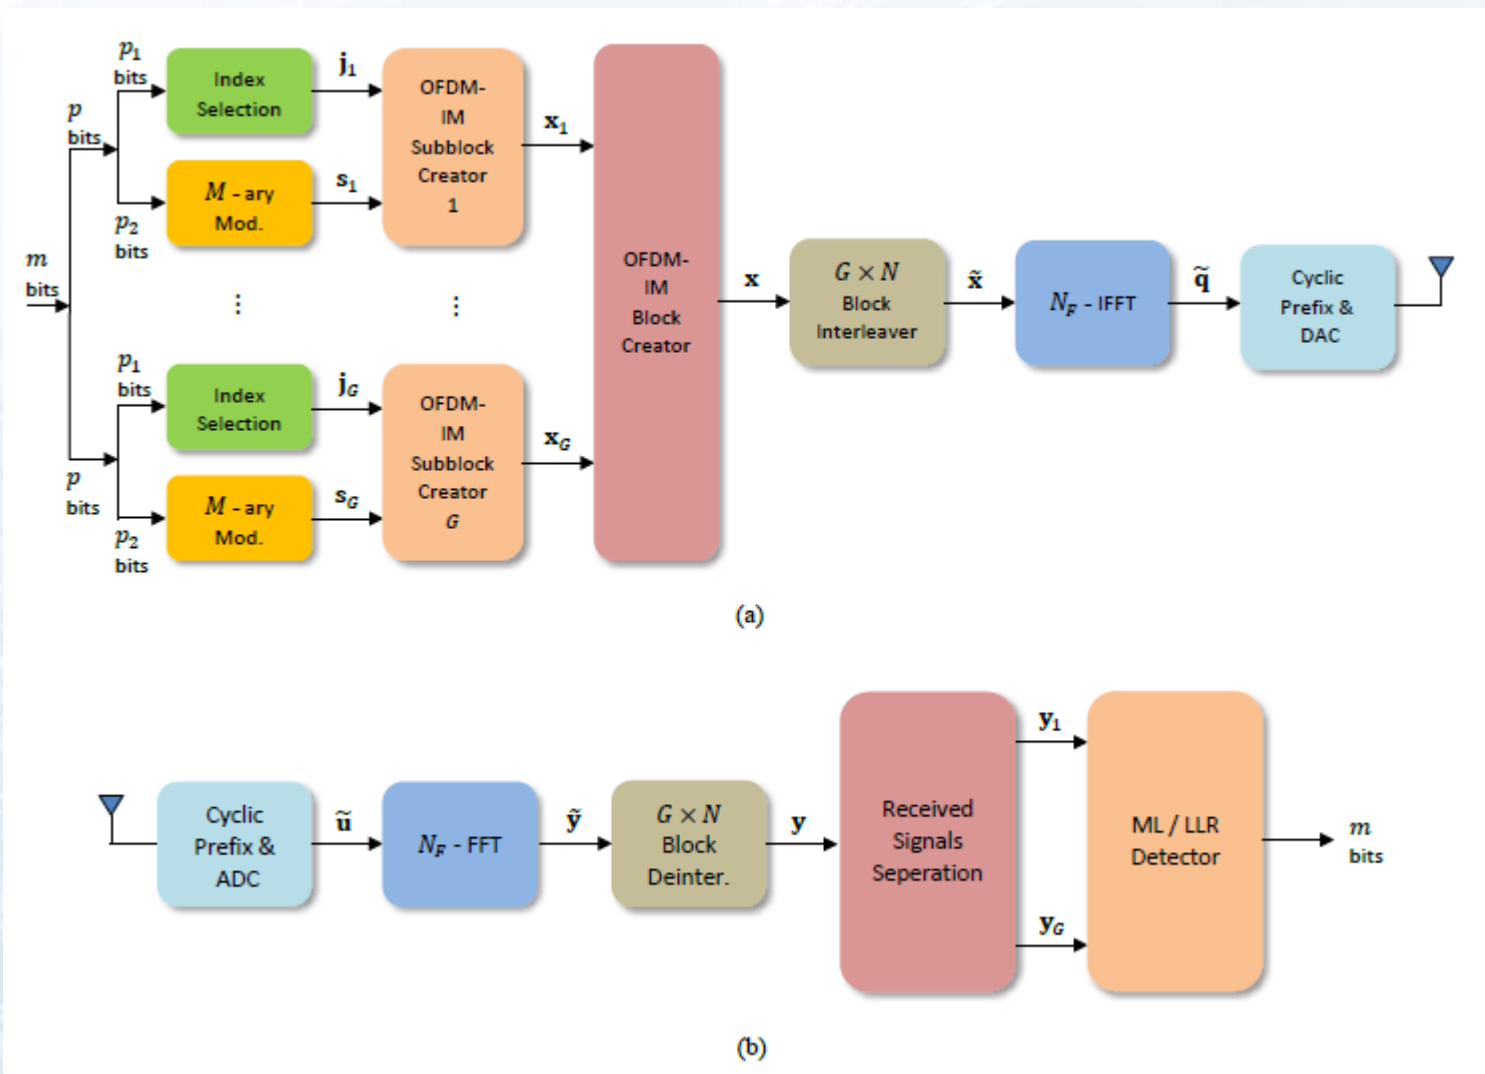 p₁
bits
Index
Selection
j₁
OFDM-
IM
Subblock
Creator
1
p
bits
x₁
M - ary
Mod.
s₁
p₂
bits
m
bits
⋮
⋮
OFDM-
IM
Block
Creator
x
G × N
Block
Interleaver
x̃
N_F - IFFT
q̃
Cyclic
Prefix &
DAC
p₁
bits
Index
Selection
j_G
OFDM-
IM
Subblock
Creator
G
x_G
p
bits
M - ary
Mod.
s_G
p₂
bits
(a)
Cyclic
Prefix &
ADC
ũ
N_F - FFT
ỹ
G × N
Block
Deinter.
y
Received
Signals
Seperation
y₁
y_G
ML / LLR
Detector
m
bits
(b)